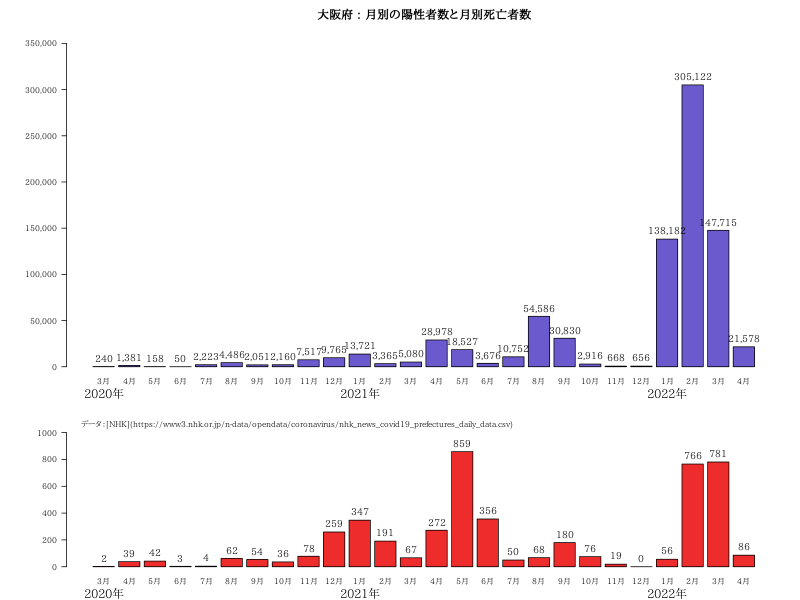 大阪府：月別の陽性者数と月別死亡者数
350,000
300,000
250,000
200,000
150,000
100,000
50,000
0
240 1,381 158 50 2,223 4,486 2,051 2,160 7,517 9,765 13,721 3,365 5,080 28,978 18,527 3,676 10,752 54,586 30,830 2,916 668 656 138,182 305,122 147,715 21,578
3月 4月 5月 6月 7月 8月 9月 10月 11月 12月 1月 2月 3月 4月 5月 6月 7月 8月 9月 10月 11月 12月 1月 2月 3月 4月
2020年 2021年 2022年
データ：[NHK](https://www3.nhk.or.jp/n-data/opendata/coronavirus/nhk_news_covid19_prefectures_daily_data.csv)
1000
800
600
400
200
0
2 39 42 3 4 62 54 36 78 259 347 191 67 272 859 356 50 68 180 76 19 0 56 766 781 86
3月 4月 5月 6月 7月 8月 9月 10月 11月 12月 1月 2月 3月 4月 5月 6月 7月 8月 9月 10月 11月 12月 1月 2月 3月 4月
2020年 2021年 2022年